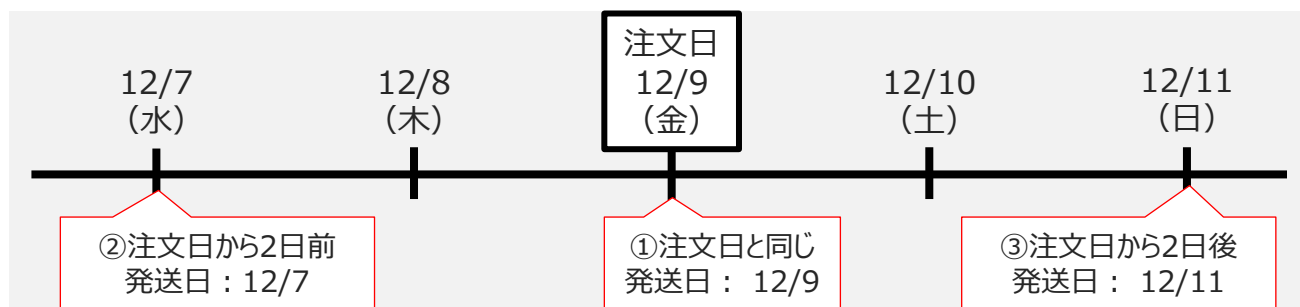 注文日
12/7
(水)
12/8
(木)
12/9
(金)
12/10
(土)
12/11
(日)
②注文日から2日前
発送日：12/7
①注文日と同じ
発送日： 12/9
③注文日から2日後
発送日： 12/11